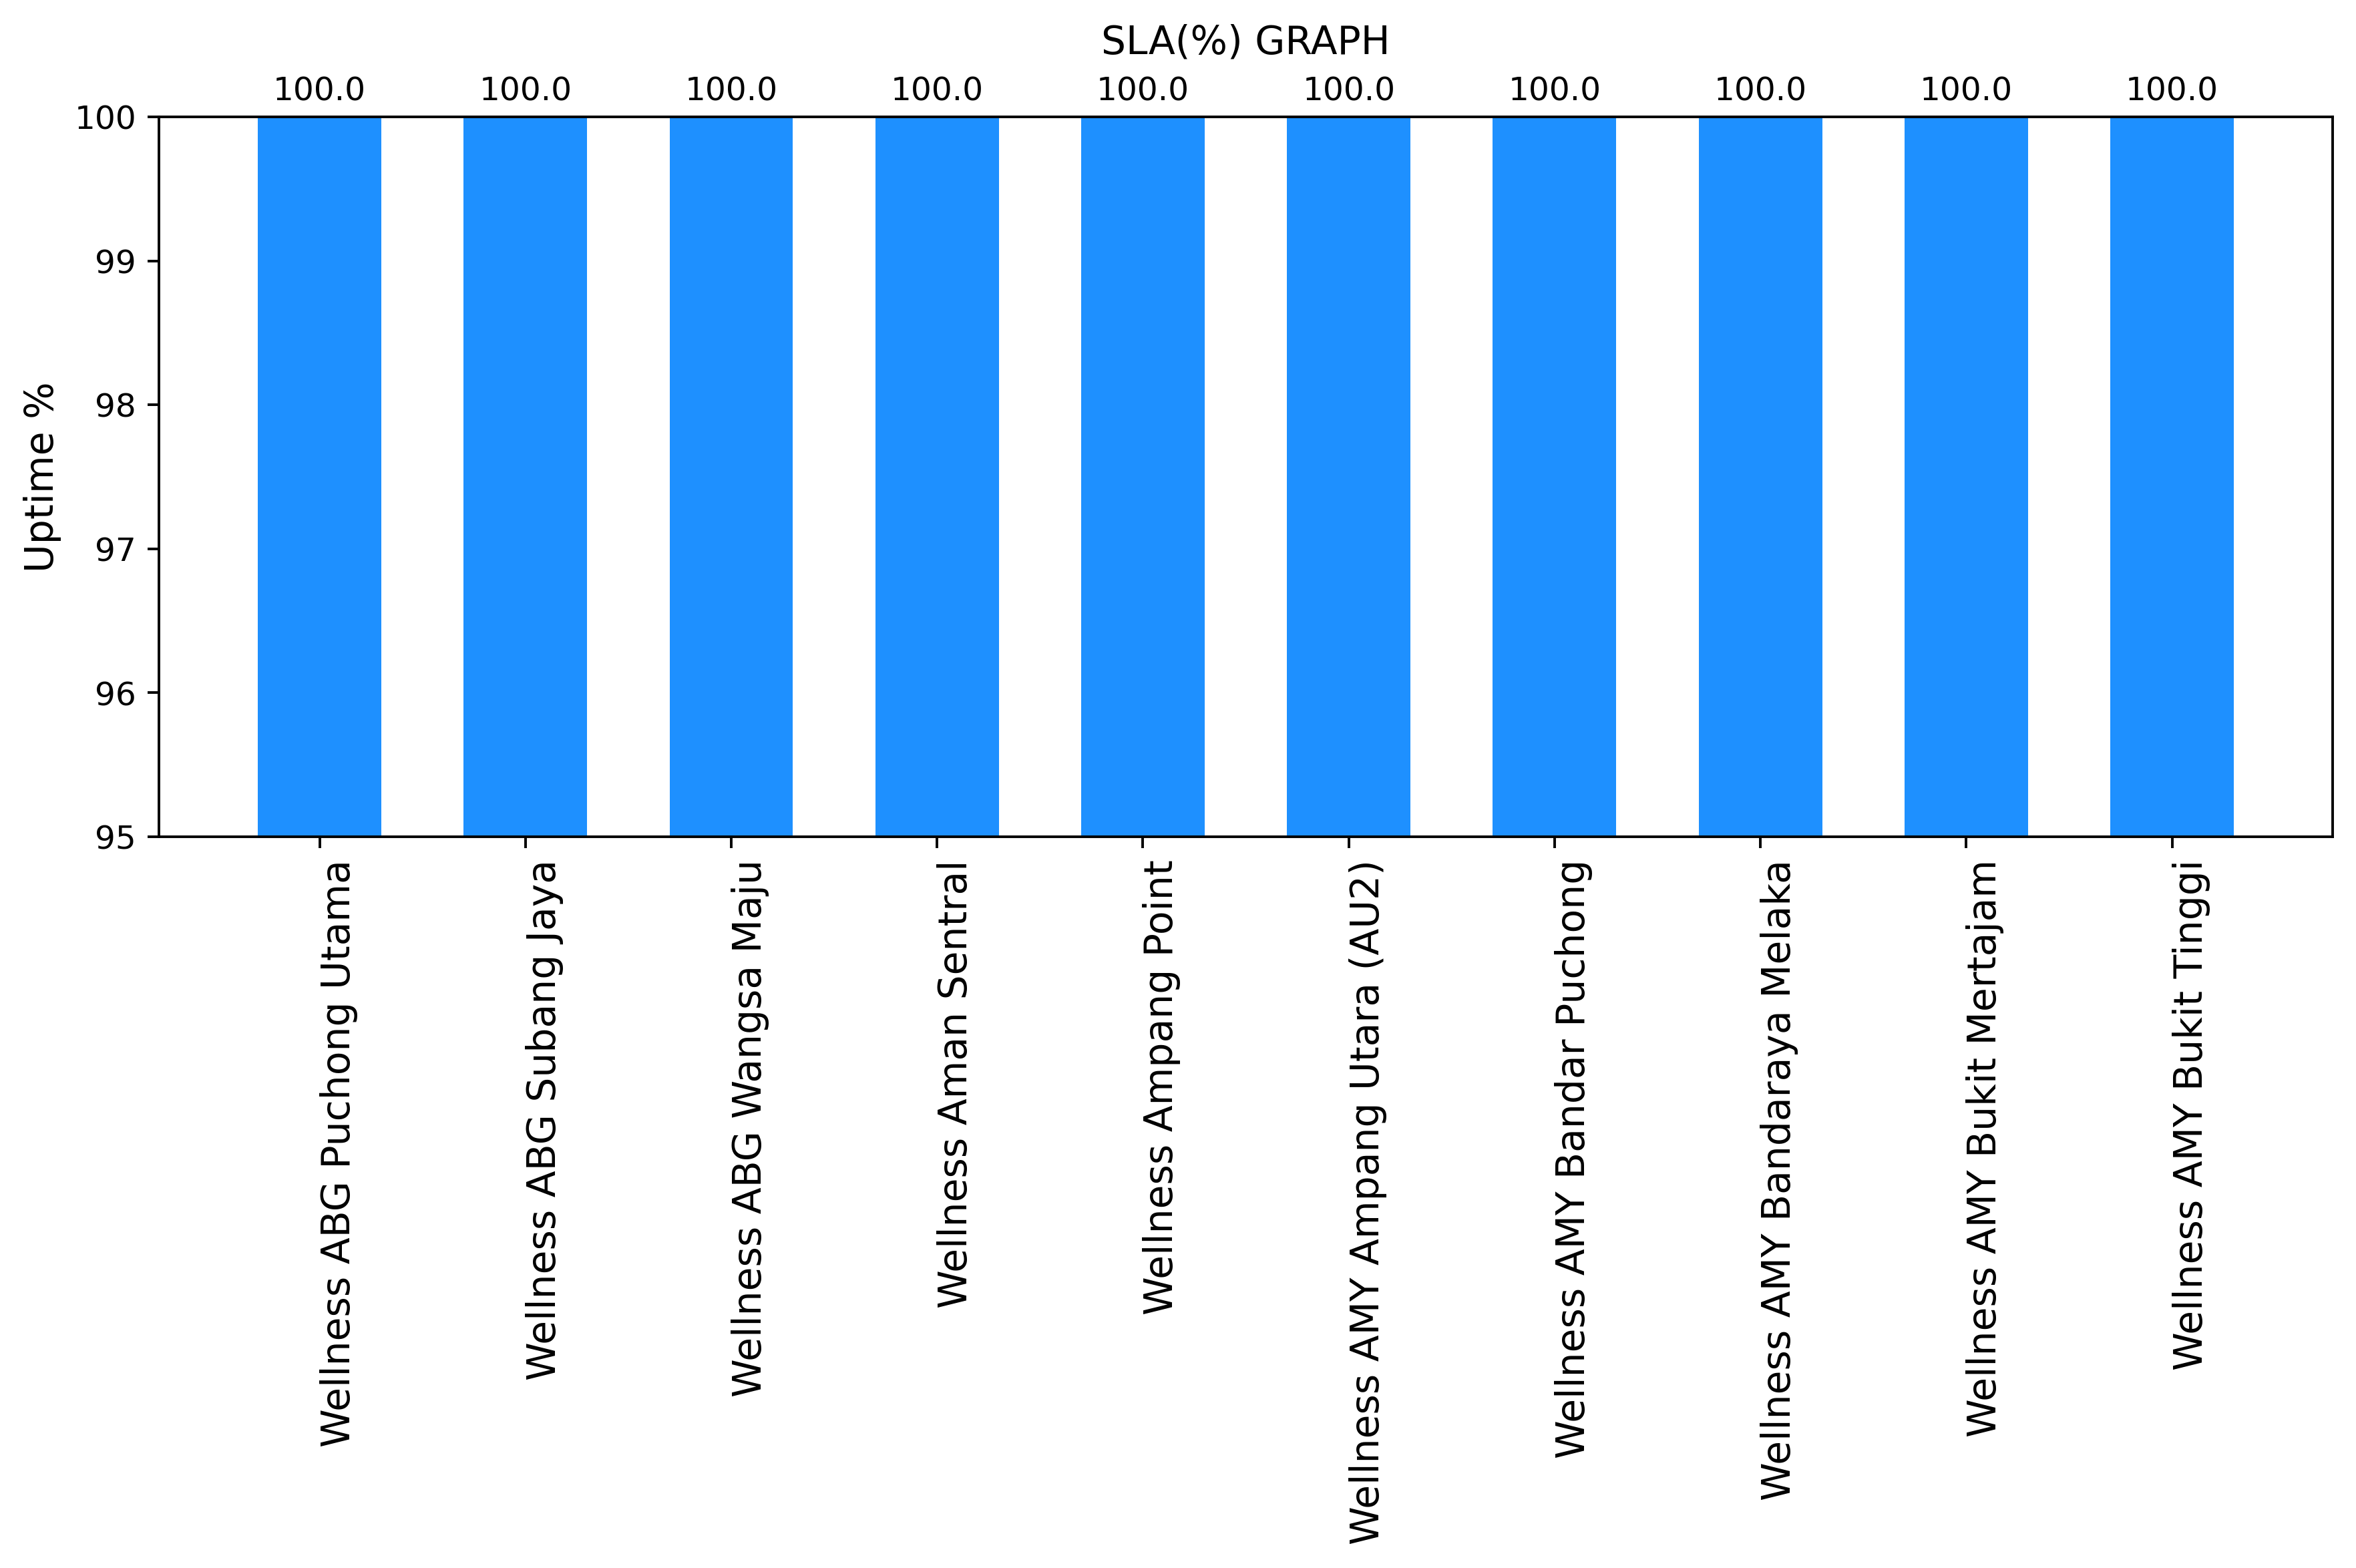 SLA(%) GRAPH
100.0 100.0 100.0 100.0 100.0 100.0 100.0 100.0 100.0 100.0
100
99
98
97
96
95
Uptime %
Wellness ABG Puchong Utama
Wellness ABG Subang Jaya
Wellness ABG Wangsa Maju
Wellness Aman Sentral
Wellness Ampang Point
Wellness AMY Ampang Utara (AU2)
Wellness AMY Bandar Puchong
Wellness AMY Bandaraya Melaka
Wellness AMY Bukit Mertajam
Wellness AMY Bukit Tinggi